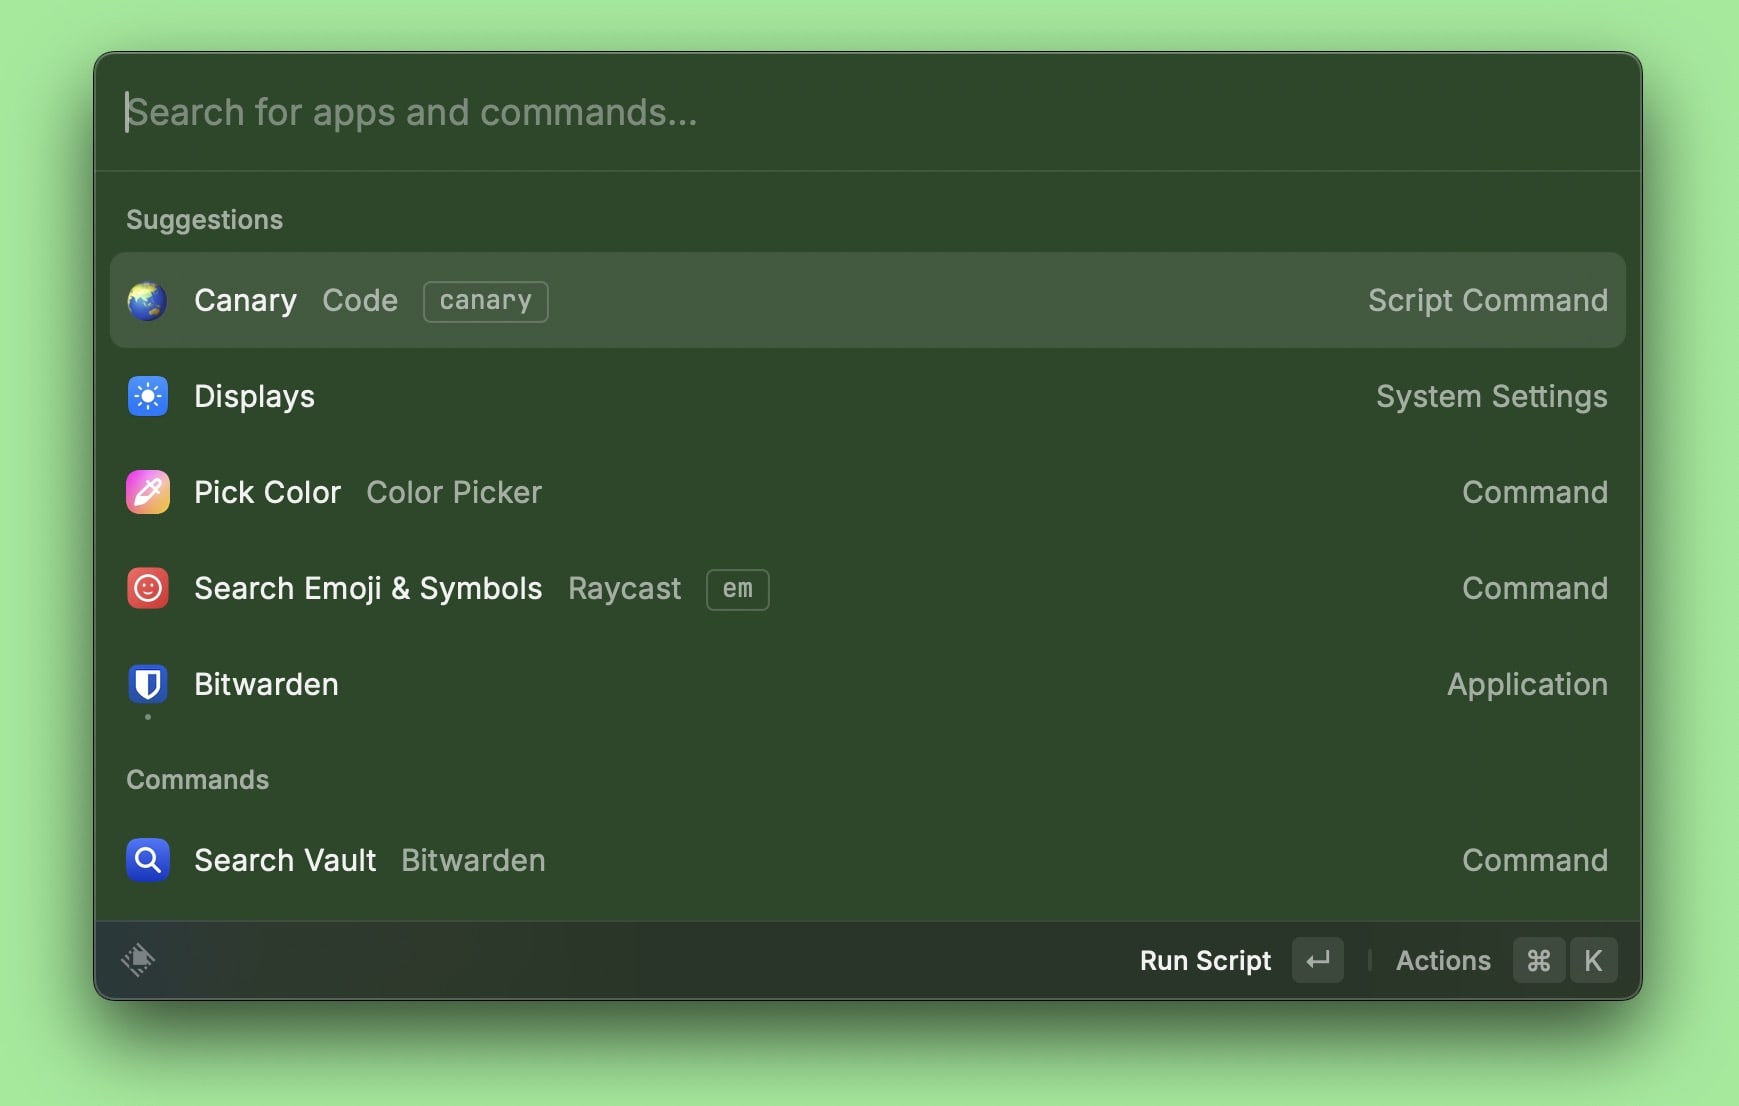 Search for apps and commands...
Suggestions
Canary Code canary Script Command
Displays System Settings
Pick Color Color Picker Command
Search Emoji & Symbols Raycast em Command
Bitwarden Application
Commands
Search Vault Bitwarden Command
Run Script ↵ Actions ⌘ K